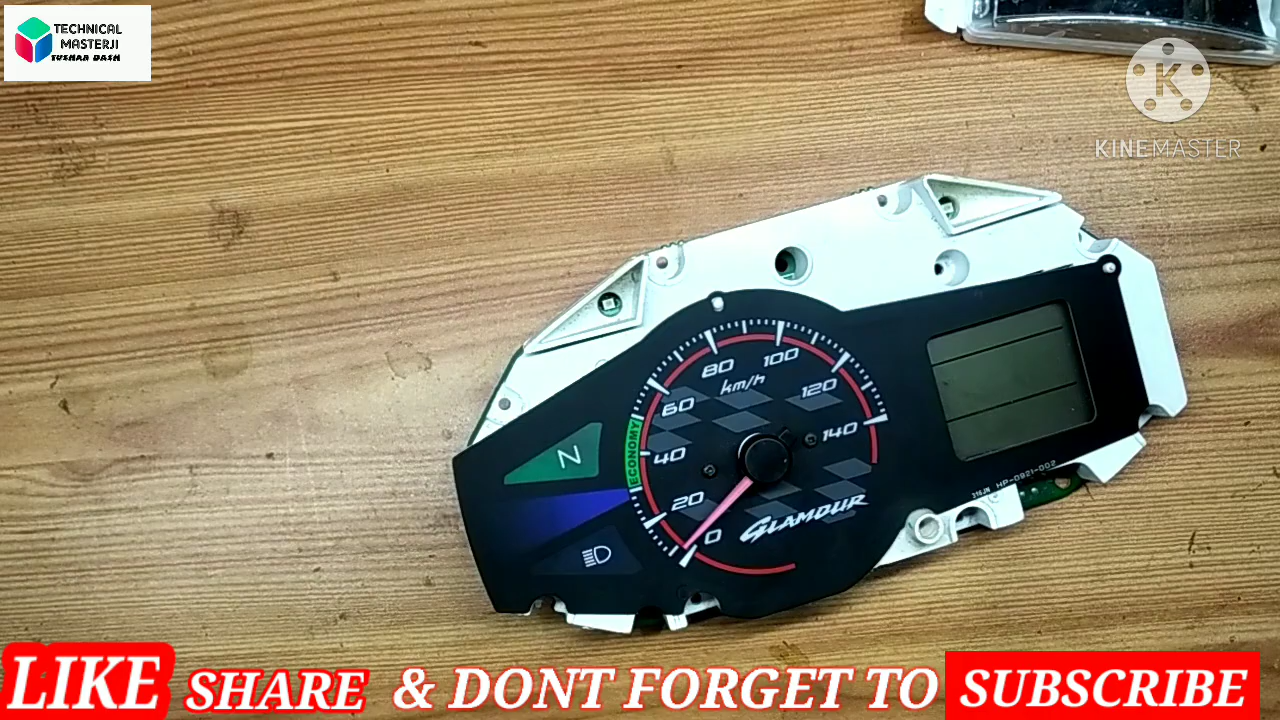 TECHNICAL
MASTERJI
TUSHAR DASH
K
KINEMASTER
80
100
km/h
120
60
140
ECONOMY
40
N
20
0
GLAMOUR
316JN HP-0921-002
LIKE SHARE & DONT FORGET TO SUBSCRIBE